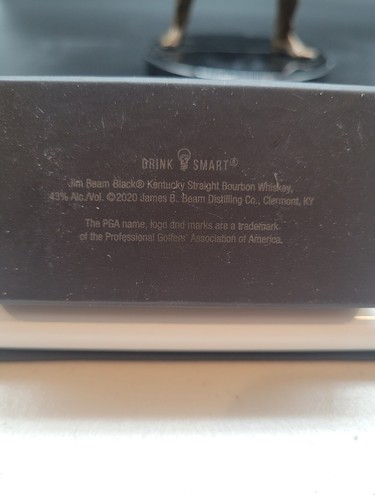 DRINK SMART®
Jim Beam Black® Kentucky Straight Bourbon Whiskey,
43% Alc./Vol. ©2020 James B. Beam Distilling Co., Clermont, KY
The PGA name, logo and marks are a trademark
of the Professional Golfers' Association of America.